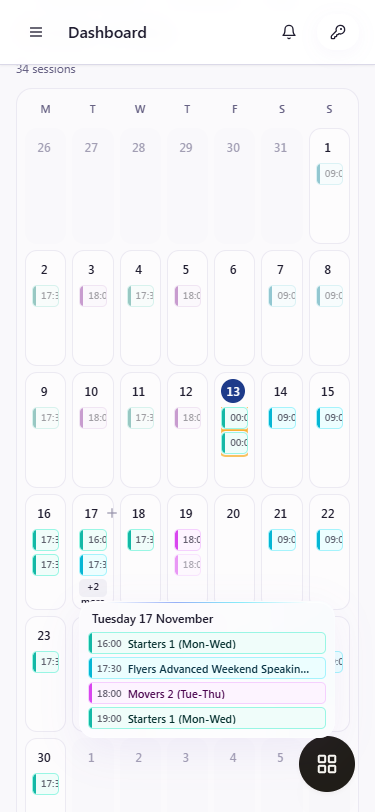 Dashboard
34 sessions
M T W T F S S
26 27 28 29 30 31 1
09:0
2 3 4 5 6 7 8
17:3 18:0 17:3 18:0 09:0 09:0
9 10 11 12 13 14 15
17:3 18:0 17:3 18:0 00:0 09:0 09:0
00:0
16 17 18 19 20 21 22
17:3 16:0 17:3 18:0 09:0 09:0
17:3 17:3 18:0
+2
more
Tuesday 17 November
23
16:00 Starters 1 (Mon-Wed)
17:3
17:30 Flyers Advanced Weekend Speakin...
18:00 Movers 2 (Tue-Thu)
19:00 Starters 1 (Mon-Wed)
30 1 2 3 4 5
17:3